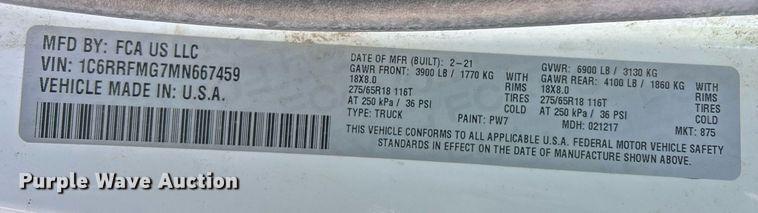 MFD BY: FCA US LLC
VIN: 1C6RRFMG7MN667459
VEHICLE MADE IN: U.S.A.
DATE OF MFR (BUILT): 2-21
GAWR FRONT: 3900 LB / 1770 KG WITH
18X8.0 RIMS
275/65R18 116T TIRES
AT 250 kPa / 36 PSI COLD
TYPE: TRUCK PAINT: PW7
GVWR: 6900 LB / 3130 KG
GAWR REAR: 4100 LB / 1860 KG WITH
18X8.0 RIMS
275/65R18 116T TIRES
AT 250 kPa / 36 PSI COLD
MDH: 021217 MKT: 875
THIS VEHICLE CONFORMS TO ALL APPLICABLE U.S.A. FEDERAL MOTOR VEHICLE SAFETY
STANDARDS IN EFFECT ON THE DATE OF MANUFACTURE SHOWN ABOVE.
Purple Wave Auction